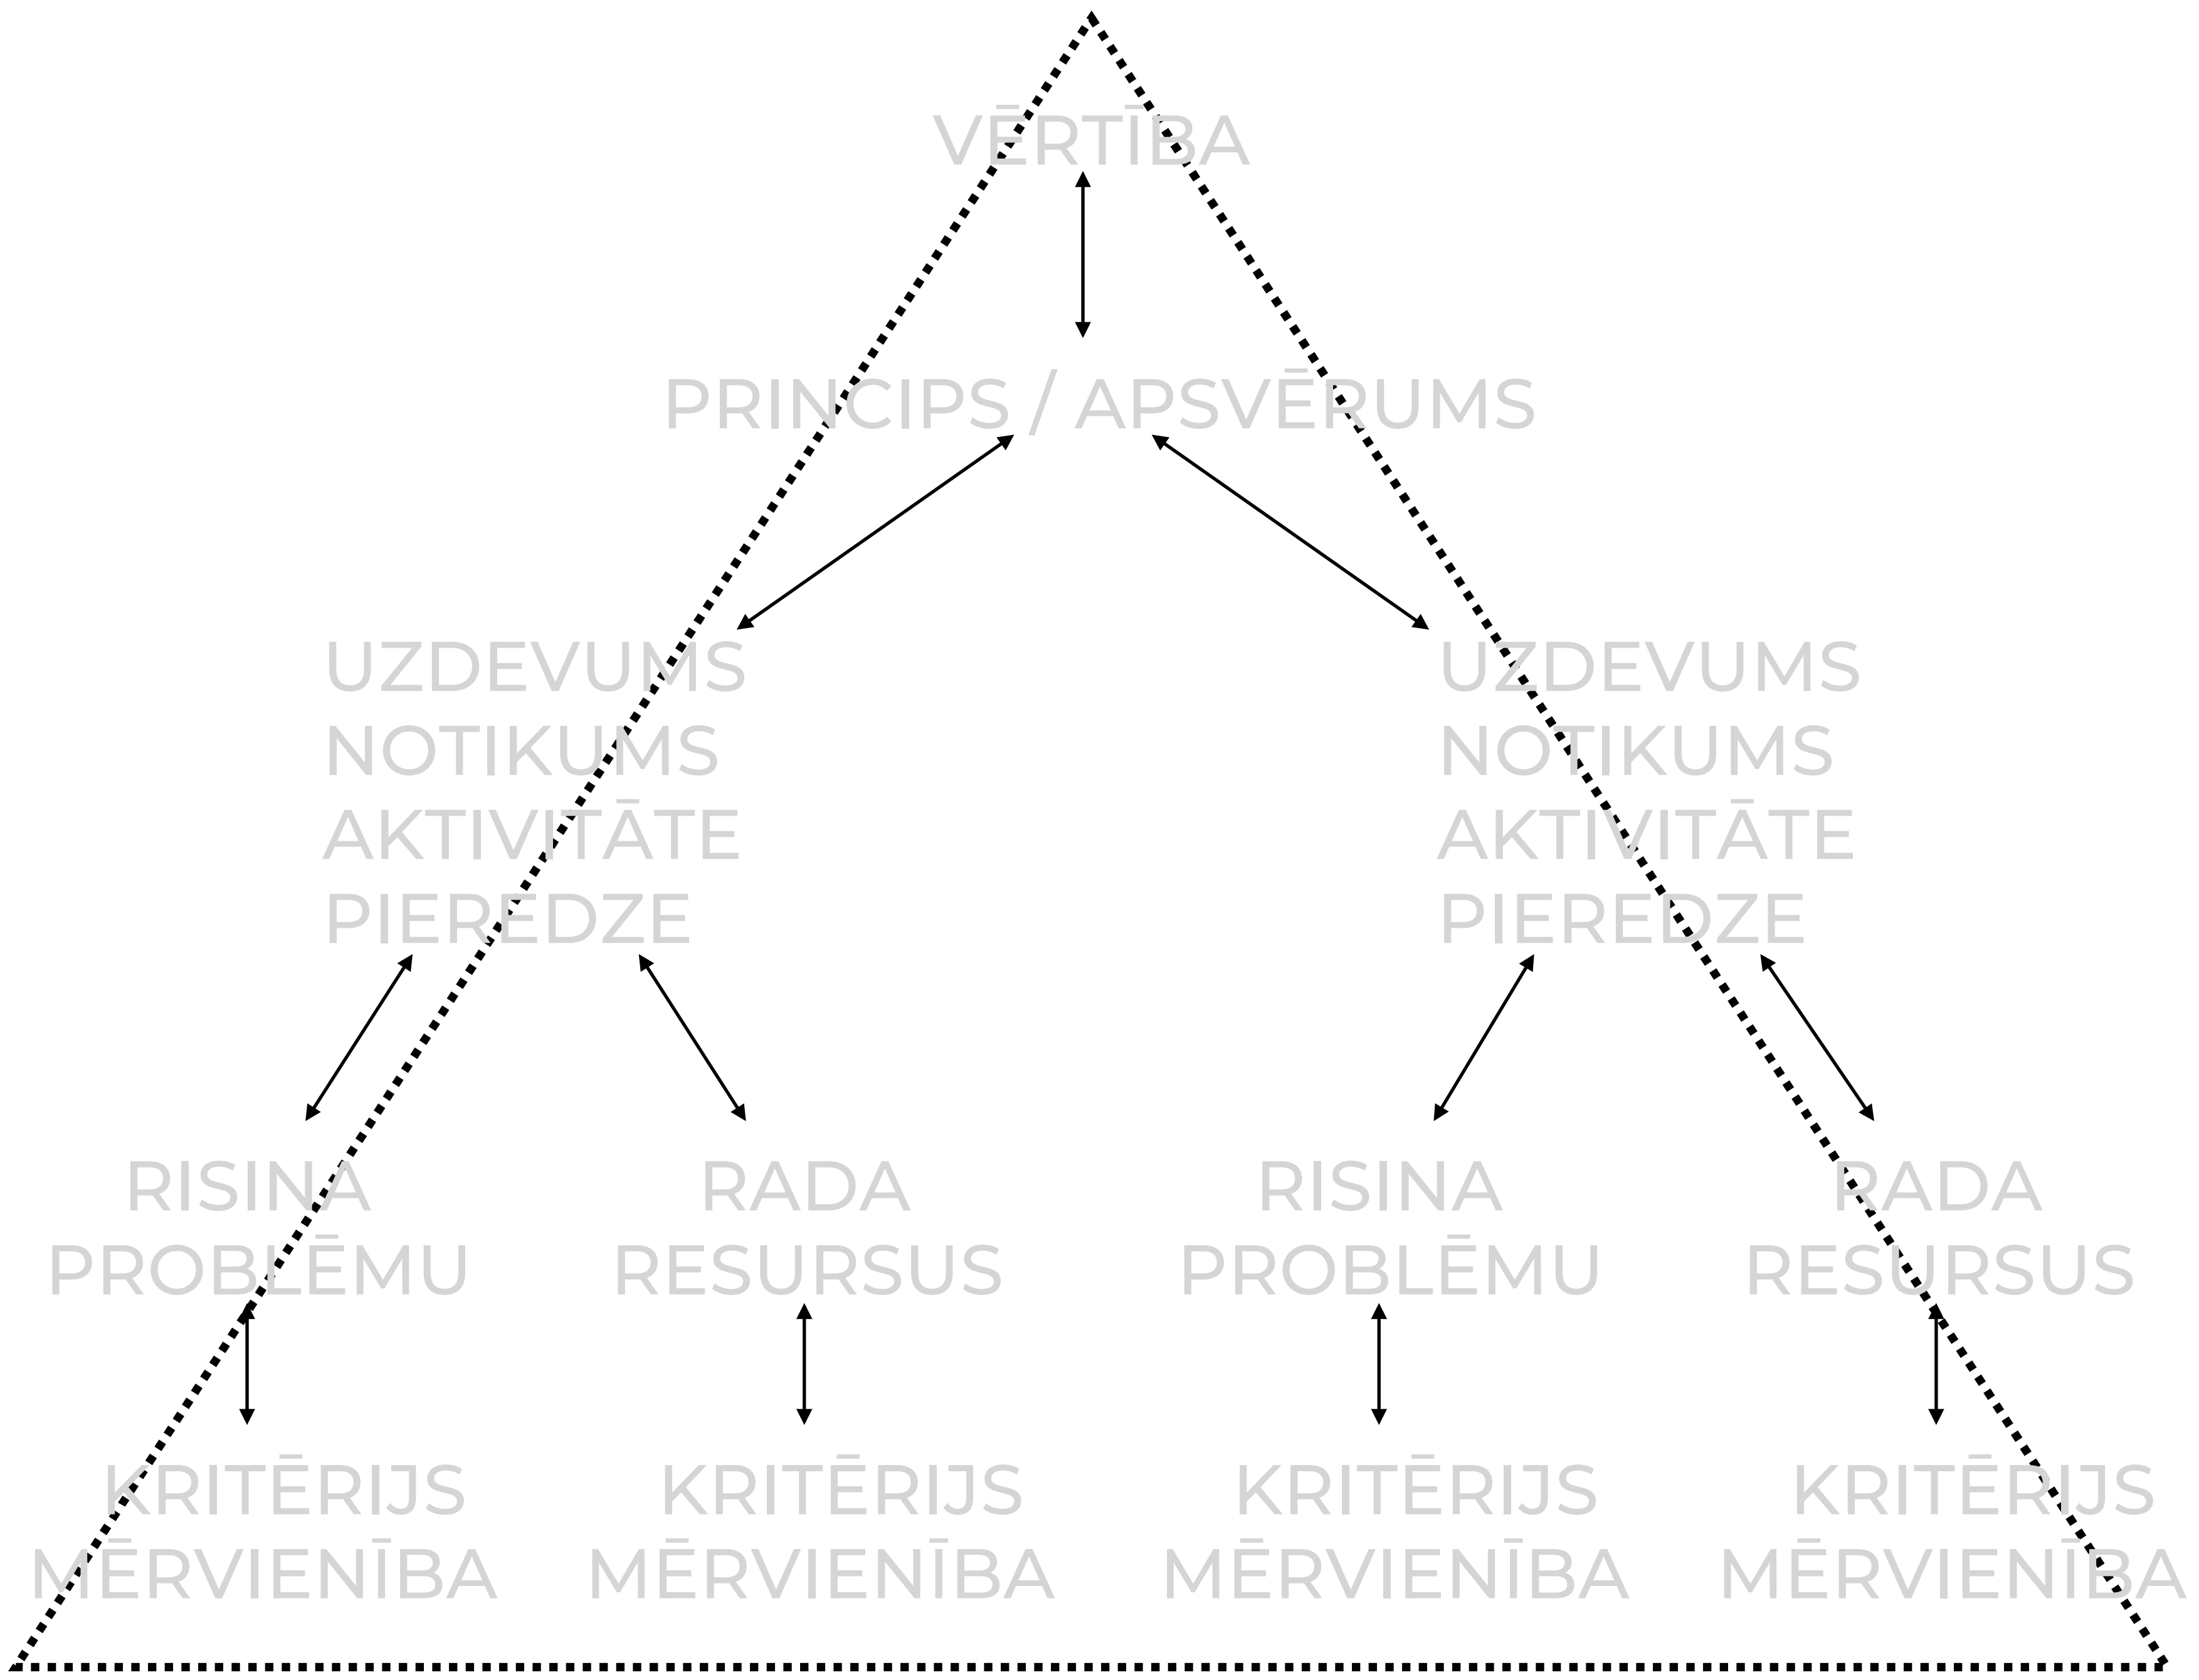 VĒRTĪBA
PRINCIPS / APSVĒRUMS
UZDEVUMS
NOTIKUMS
AKTIVITĀTE
PIEREDZE
UZDEVUMS
NOTIKUMS
AKTIVITĀTE
PIEREDZE
RISINA
PROBLĒMU
RADA
RESURSUS
RISINA
PROBLĒMU
RADA
RESURSUS
KRITĒRIJS
MĒRVIENĪBA
KRITĒRIJS
MĒRVIENĪBA
KRITĒRIJS
MĒRVIENĪBA
KRITĒRIJS
MĒRVIENĪBA